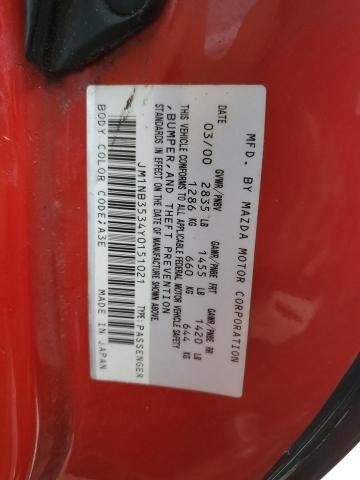 MFD. BY MAZDA MOTOR CORPORATION
DATE GVWR/PNBV GAWR/PNBE FRT GAWR/PNBE RR
03/00 2835 LB 1455 LB 1420 LB
1286 KG 660 KG 644 KG
THIS VEHICLE CONFORMS TO ALL APPLICABLE FEDERAL MOTOR VEHICLE SAFETY
, BUMPER, AND THEFT PREVENTION
STANDARDS IN EFFECT ON THE DATE OF MANUFACTURE SHOWN ABOVE.
JM1NB3534Y0151021 TYPE:PASSENGER
BODY COLOR CODE:A3E MADE IN JAPAN